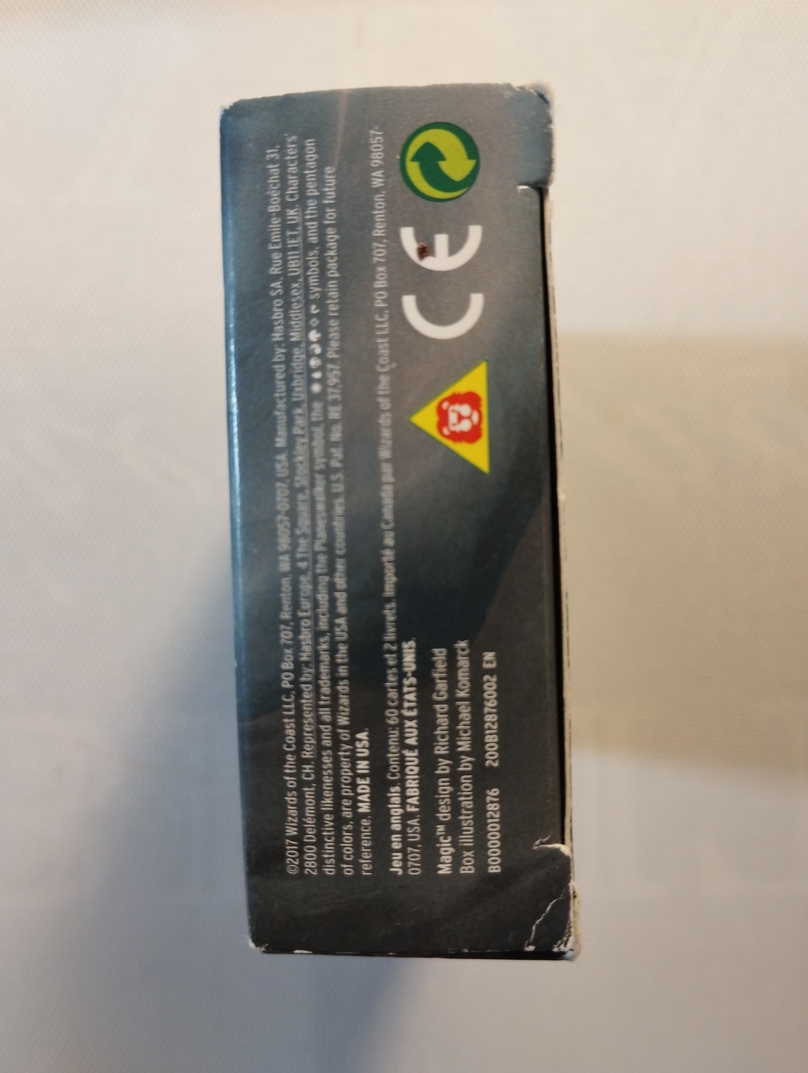 ©2017 Wizards of the Coast LLC, PO Box 707, Renton, WA 98057-0707, USA. Manufactured by: Hasbro SA, Rue Emile-Boéchat 31,
2800 Delémont, CH. Represented by: Hasbro Europe, 4 The Square, Stockley Park, Uxbridge, Middlesex, UB11 1ET, UK. Characters'
distinctive likenesses and all trademarks, including the Planeswalker symbol, the symbols, and the pentagon
of colors, are property of Wizards in the USA and other countries. U.S. Pat. No. RE 37,957. Please retain package for future
reference. MADE IN USA.
Jeu en anglais. Contenu: 60 cartes et 2 livrets. Importé au Canada par Wizards of the Coast LLC, PO Box 707, Renton, WA 98057-
0707, USA. FABRIQUÉ AUX ÉTATS-UNIS.
Magic™ design by Richard Garfield
Box illustration by Michael Komarck
B0000012876 200B12876002 EN
CE